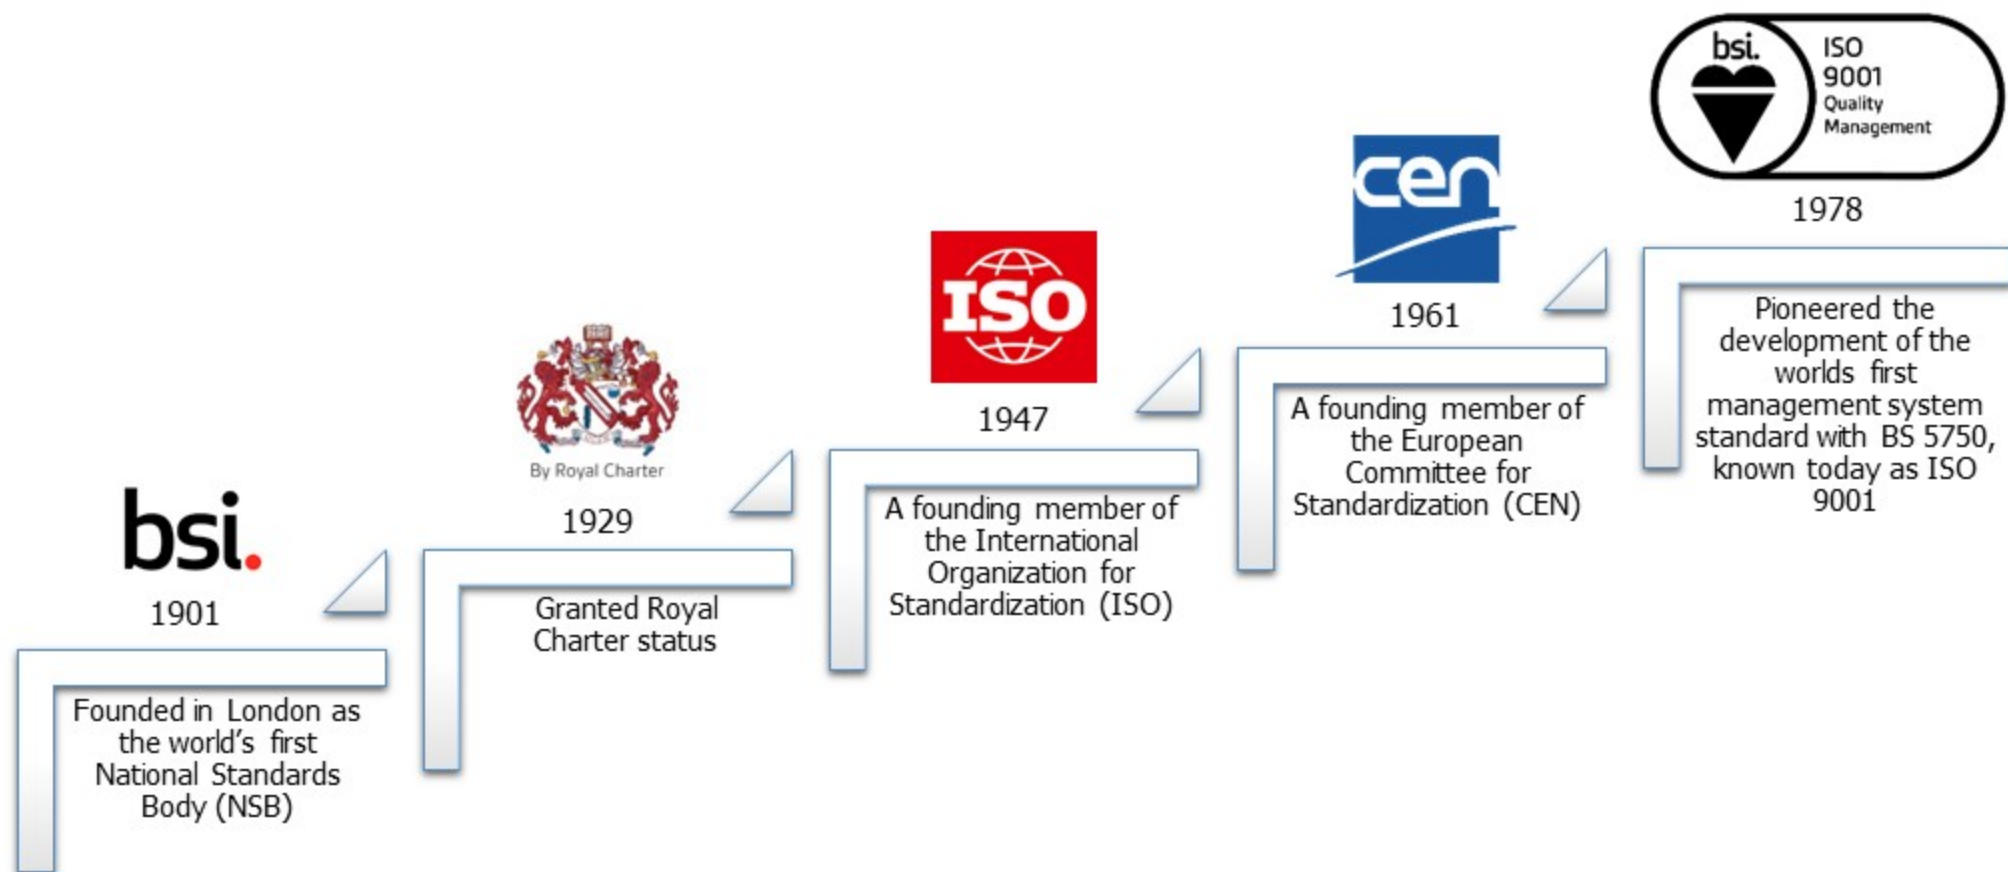 bsi.
1901
Founded in London as
the world's first
National Standards
Body (NSB)
By Royal Charter
1929
Granted Royal
Charter status
ISO
1947
A founding member of
the International
Organization for
Standardization (ISO)
cen
1961
A founding member of
the European
Committee for
Standardization (CEN)
bsi.
ISO
9001
Quality
Management
1978
Pioneered the
development of the
worlds first
management system
standard with BS 5750,
known today as ISO
9001